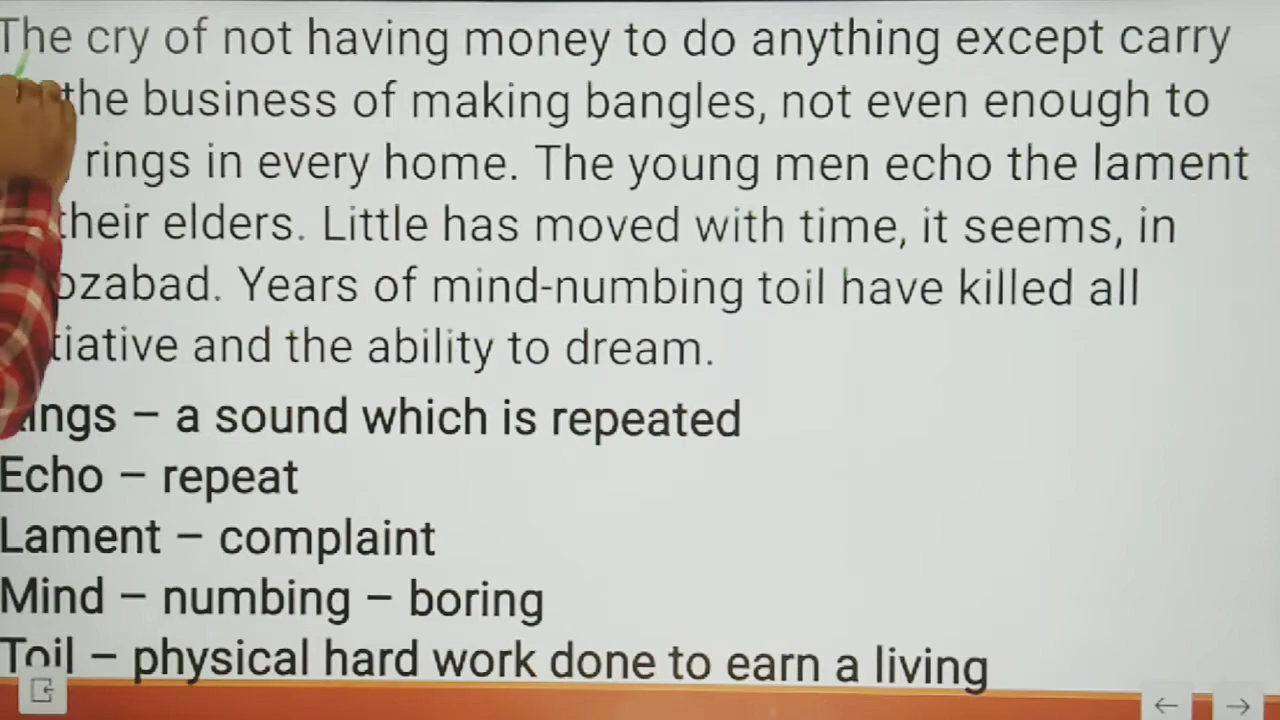 The cry of not having money to do anything except carry
the business of making bangles, not even enough to
rings in every home. The young men echo the lament
their elders. Little has moved with time, it seems, in
ozabad. Years of mind-numbing toil have killed all
tiative and the ability to dream.
ings – a sound which is repeated
Echo – repeat
Lament – complaint
Mind – numbing – boring
Toil – physical hard work done to earn a living